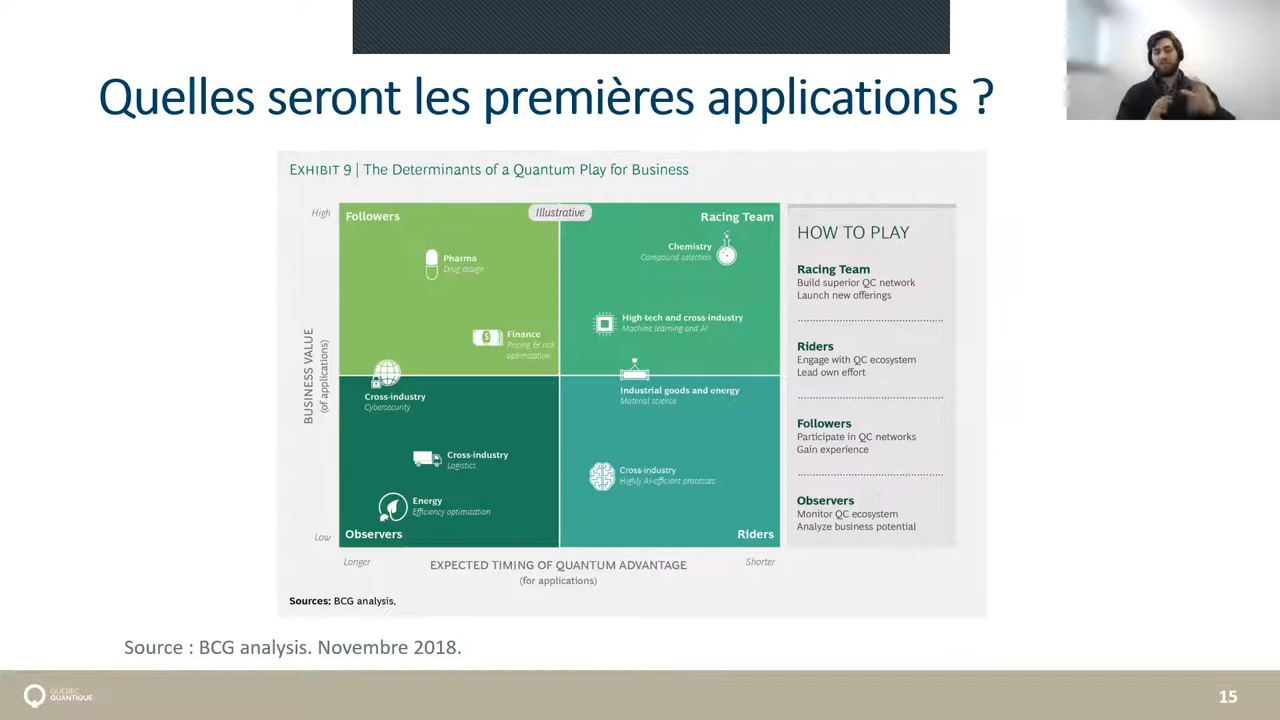 Quelles seront les premières applications ?
EXHIBIT 9 | The Determinants of a Quantum Play for Business
High
Followers
Illustrative
Racing Team
Pharma
Drug design
Chemistry
Compound selection
Finance
Pricing & risk
optimization
High-tech and cross-industry
Machine learning and AI
BUSINESS VALUE
(of applications)
Cross-industry
Cybersecurity
Industrial goods and energy
Material science
Cross-industry
Logistics
Cross-industry
Highly AI-efficient processes
Energy
Efficiency optimization
Low
Observers
Riders
Longer
EXPECTED TIMING OF QUANTUM ADVANTAGE
(for applications)
Shorter
HOW TO PLAY
Racing Team
Build superior QC network
Launch new offerings
Riders
Engage with QC ecosystem
Lead own effort
Followers
Participate in QC networks
Gain experience
Observers
Monitor QC ecosystem
Analyze business potential
Sources: BCG analysis.
Source : BCG analysis. Novembre 2018.
QUÉBEC
QUANTIQUE
15